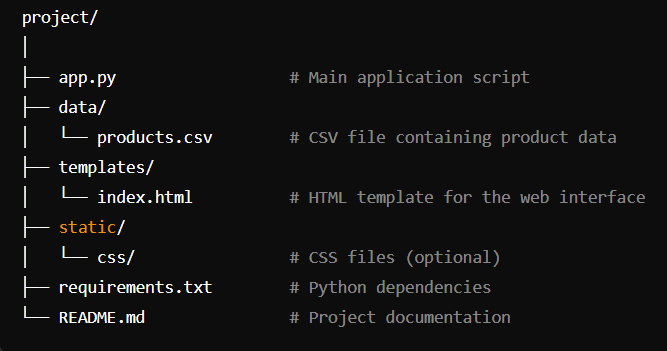 project/
│
├── app.py                  # Main application script
├── data/
│   └── products.csv        # CSV file containing product data
├── templates/
│   └── index.html          # HTML template for the web interface
├── static/
│   └── css/                # CSS files (optional)
├── requirements.txt        # Python dependencies
└── README.md               # Project documentation